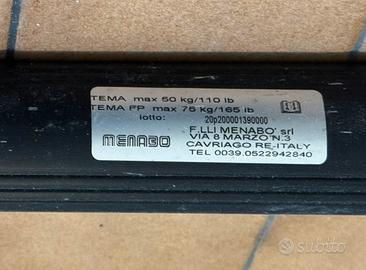 TEMA max 50 kg/110 lb
TEMA FP max 75 kg/165 lb
lotto: 20p200001390000
MENABO
F.LLI MENABO' srl
VIA 8 MARZO N.3
CAVRIAGO RE-ITALY
TEL 0039.0522942840
subito